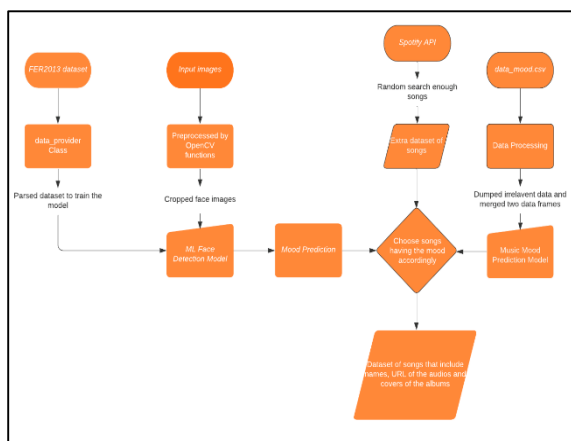 FER2013 dataset
Input images
Spotify API
data_mood.csv
Random search enough
songs
data_provider
Class
Preprocessed by
OpenCV
functions
Extra dataset of
songs
Data Processing
Parsed dataset to train the
model
Cropped face images
Dumped irrelavent data and
merged two data frames
ML Face
Derection Model
Mood Prediction
Choose songs
having the mood
accordingly
Music Mood
Prediction Model
Dataset of songs that include
names, URL of the audios and
covers of the albums